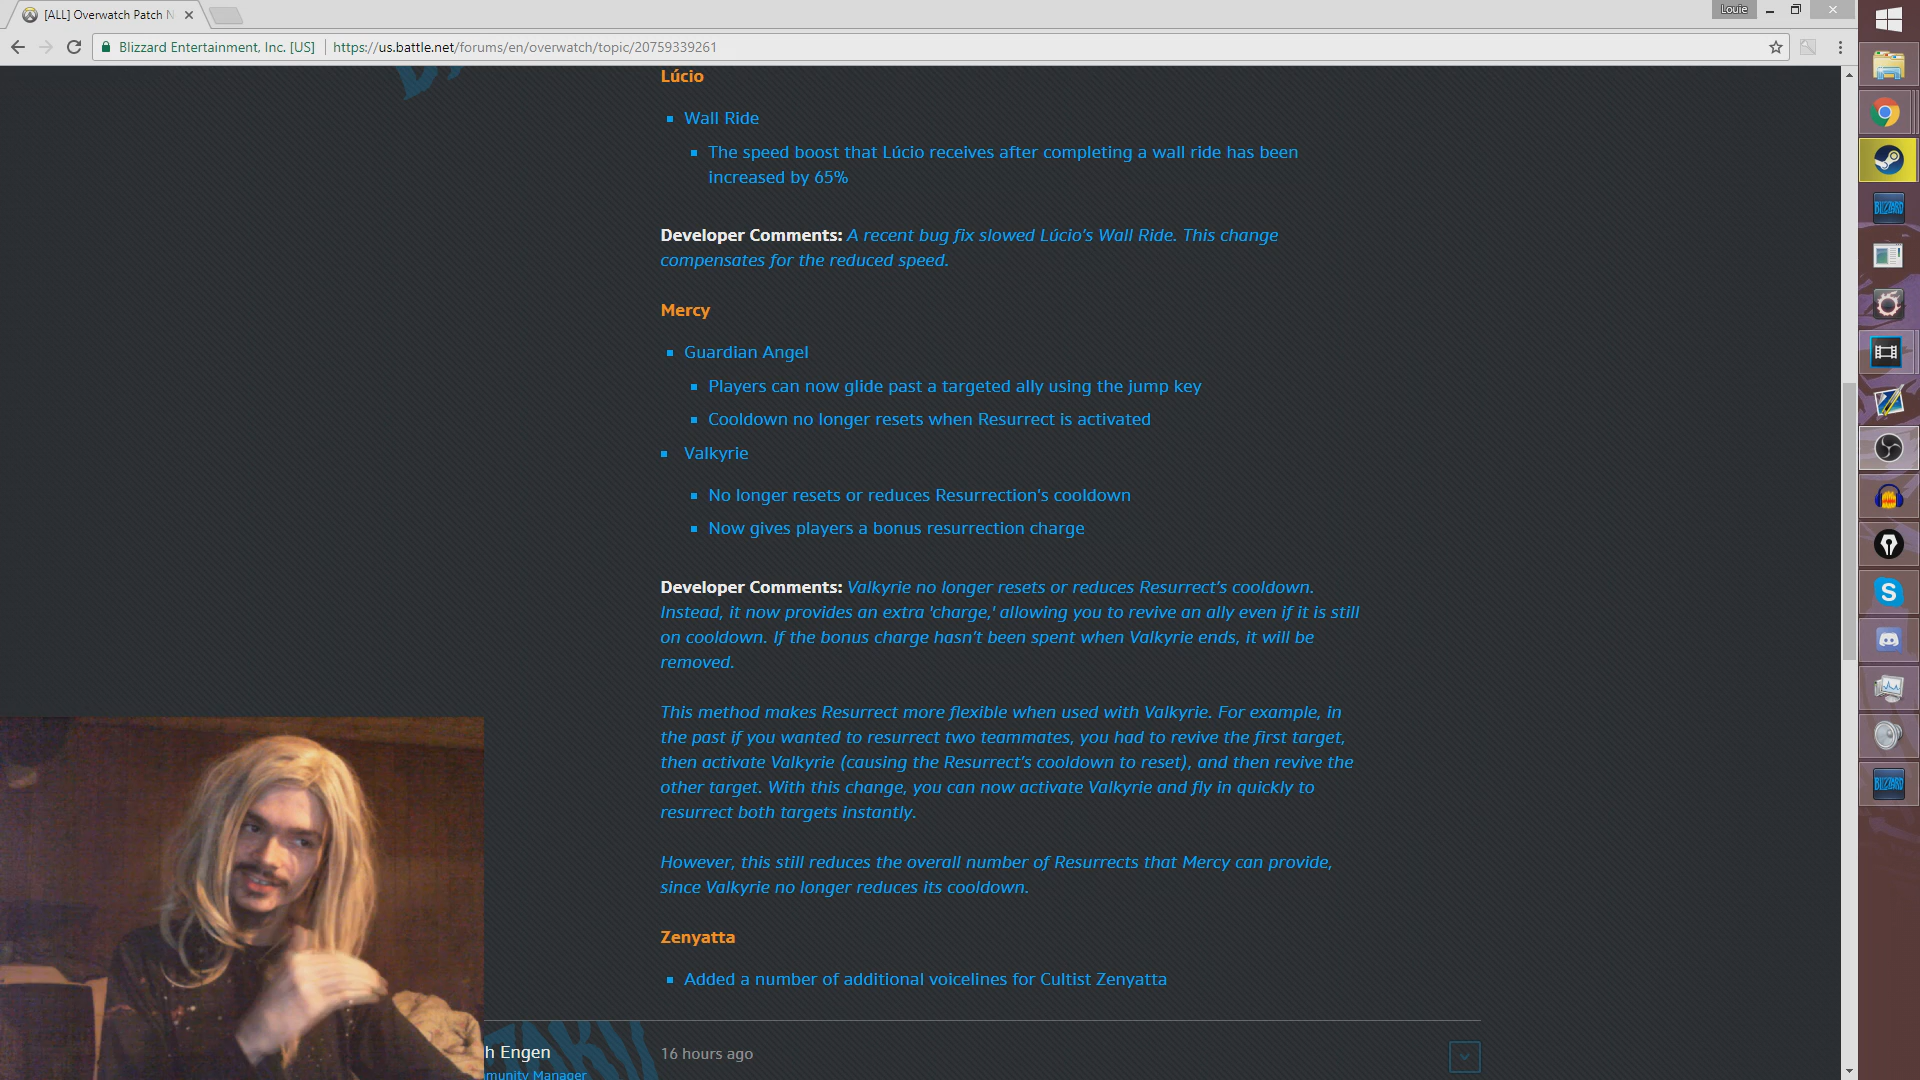 [ALL] Overwatch Patch N
Louie
Blizzard Entertainment, Inc. [US]
https://us.battle.net/forums/en/overwatch/topic/20759339261
Lúcio
Wall Ride
The speed boost that Lúcio receives after completing a wall ride has been
increased by 65%
Developer Comments: A recent bug fix slowed Lúcio's Wall Ride. This change
compensates for the reduced speed.
Mercy
Guardian Angel
Players can now glide past a targeted ally using the jump key
Cooldown no longer resets when Resurrect is activated
Valkyrie
No longer resets or reduces Resurrection's cooldown
Now gives players a bonus resurrection charge
Developer Comments: Valkyrie no longer resets or reduces Resurrect's cooldown.
Instead, it now provides an extra 'charge,' allowing you to revive an ally even if it is still
on cooldown. If the bonus charge hasn't been spent when Valkyrie ends, it will be
removed.
This method makes Resurrect more flexible when used with Valkyrie. For example, in
the past if you wanted to resurrect two teammates, you had to revive the first target,
then activate Valkyrie (causing the Resurrect's cooldown to reset), and then revive the
other target. With this change, you can now activate Valkyrie and fly in quickly to
resurrect both targets instantly.
However, this still reduces the overall number of Resurrects that Mercy can provide,
since Valkyrie no longer reduces its cooldown.
Zenyatta
Added a number of additional voicelines for Cultist Zenyatta
h Engen
16 hours ago
munity Manager
BLIZZARD
BLIZZARD